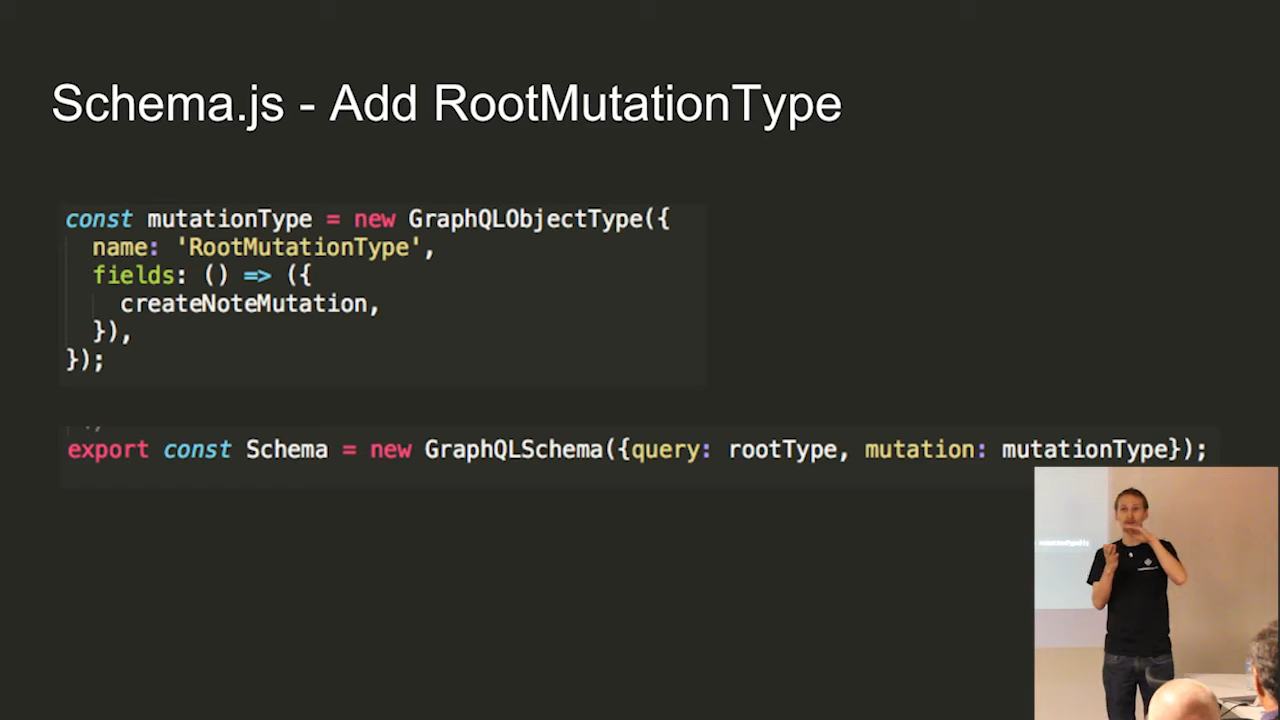 Schema.js - Add RootMutationType
const mutationType = new GraphQLObjectType({
name: 'RootMutationType',
fields: () => ({
createNoteMutation,
}),
});
export const Schema = new GraphQLSchema({query: rootType, mutation: mutationType});